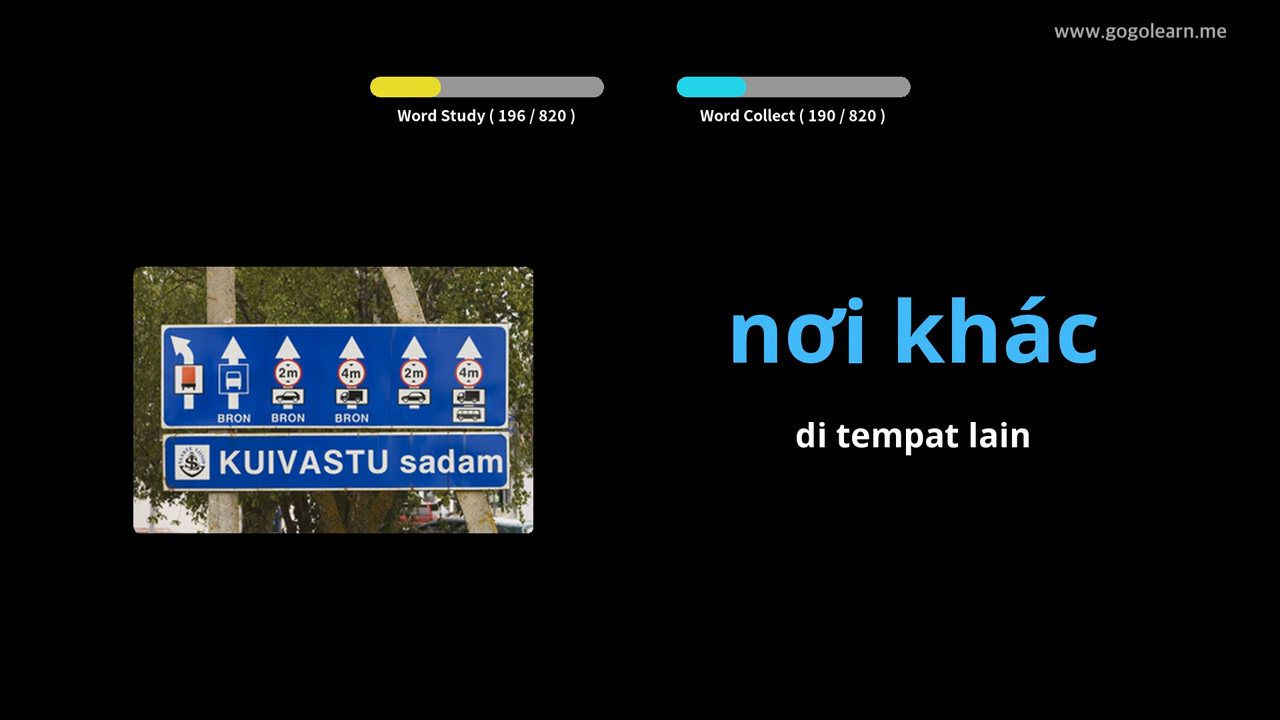 www.gogolearn.me
Word Study ( 196 / 820 )
Word Collect ( 190 / 820 )
nơi khác
di tempat lain
2m
4m
2m
4m
BRON
BRON
BRON
KUIVASTU sadam